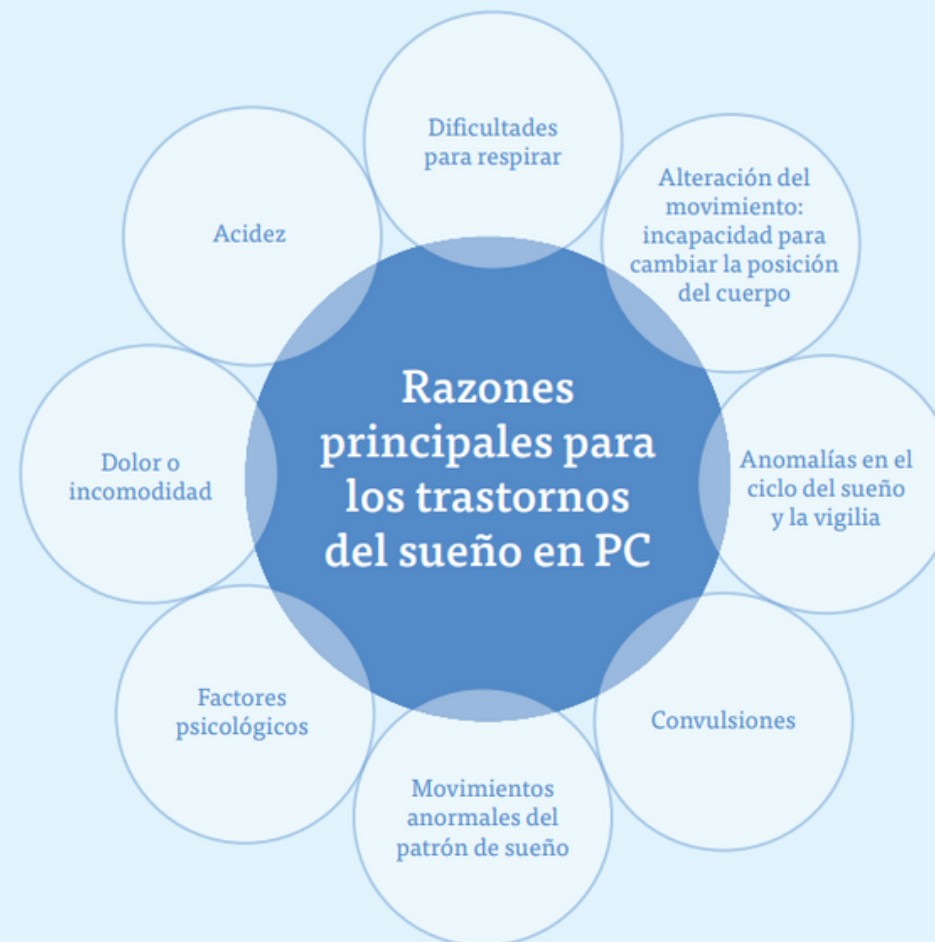 Razones
principales para
los trastornos
del sueño en PC
Dificultades
para respirar
Alteración del
movimiento:
incapacidad para
cambiar la posición
del cuerpo
Anomalías en el
ciclo del sueño
y la vigilia
Convulsiones
Movimientos
anormales del
patrón de sueño
Factores
psicológicos
Dolor o
incomodidad
Acidez